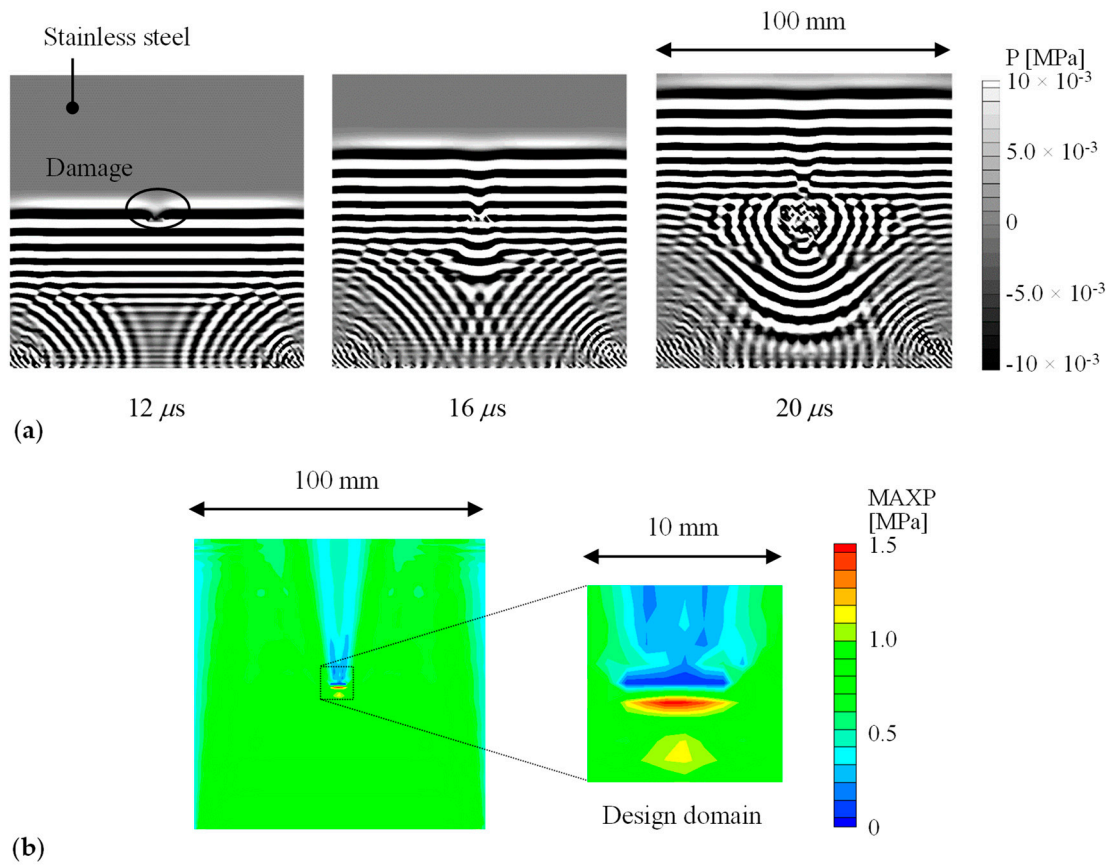 100 mm
Stainless steel
P [MPa]
10 × 10⁻³
Damage
5.0 × 10⁻³
0
-5.0 × 10⁻³
-10 × 10⁻³
12 μs
16 μs
20 μs
(a)
100 mm
MAXP
[MPa]
10 mm
1.5
1.0
0.5
Design domain
0
(b)